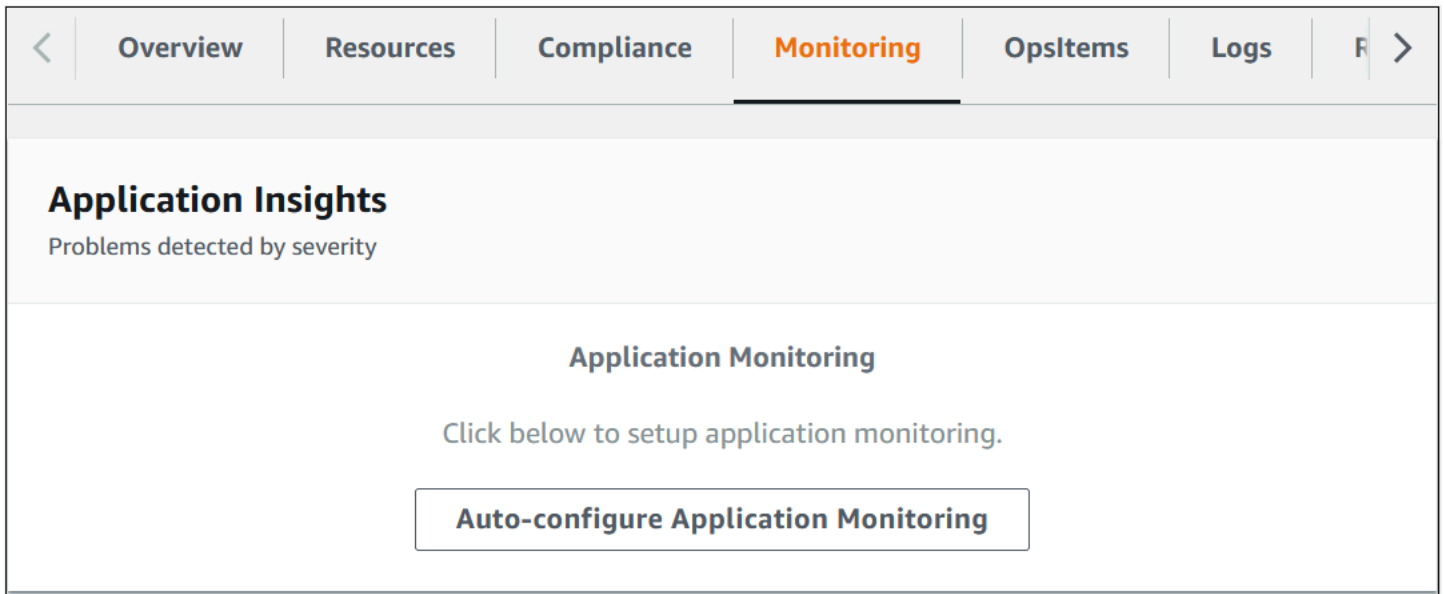 Overview Resources Compliance Monitoring OpsItems Logs
Application Insights
Problems detected by severity
Application Monitoring
Click below to setup application monitoring.
Auto-configure Application Monitoring